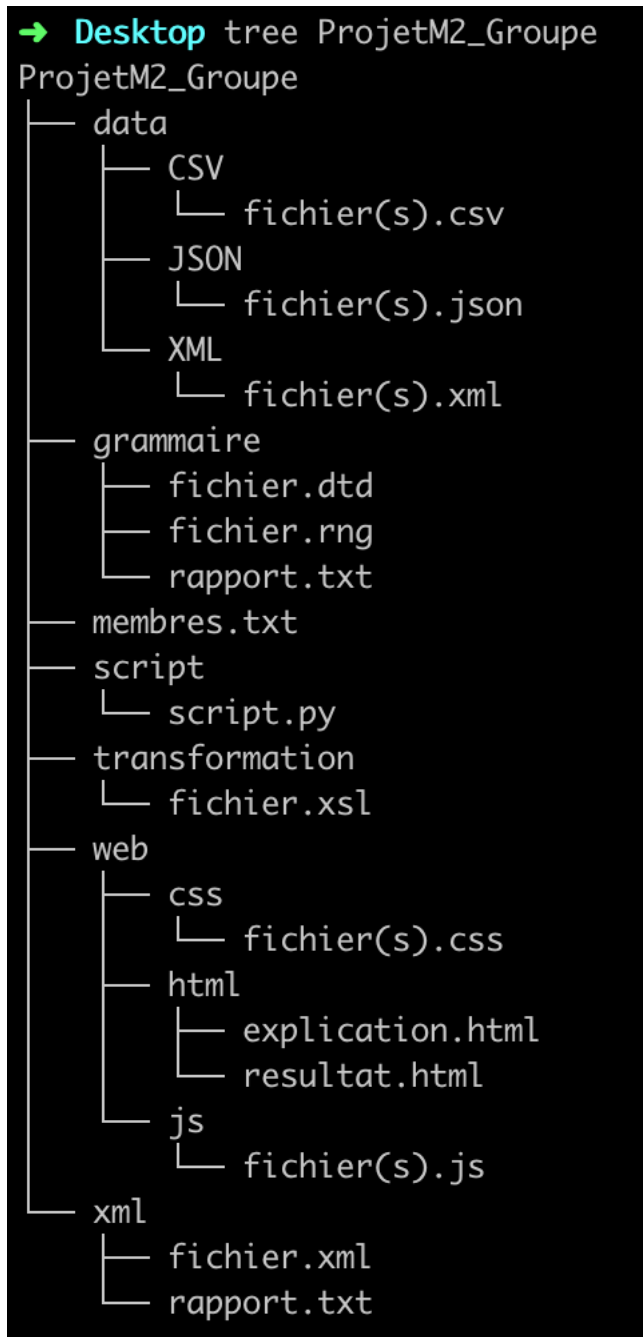 ➜ Desktop tree ProjetM2_Groupe
ProjetM2_Groupe
├── data
│   ├── CSV
│   │   └── fichier(s).csv
│   ├── JSON
│   │   └── fichier(s).json
│   └── XML
│       └── fichier(s).xml
├── grammaire
│   ├── fichier.dtd
│   ├── fichier.rng
│   └── rapport.txt
├── membres.txt
├── script
│   └── script.py
├── transformation
│   └── fichier.xsl
├── web
│   ├── css
│   │   └── fichier(s).css
│   ├── html
│   │   ├── explication.html
│   │   └── resultat.html
│   └── js
│       └── fichier(s).js
└── xml
    ├── fichier.xml
    └── rapport.txt